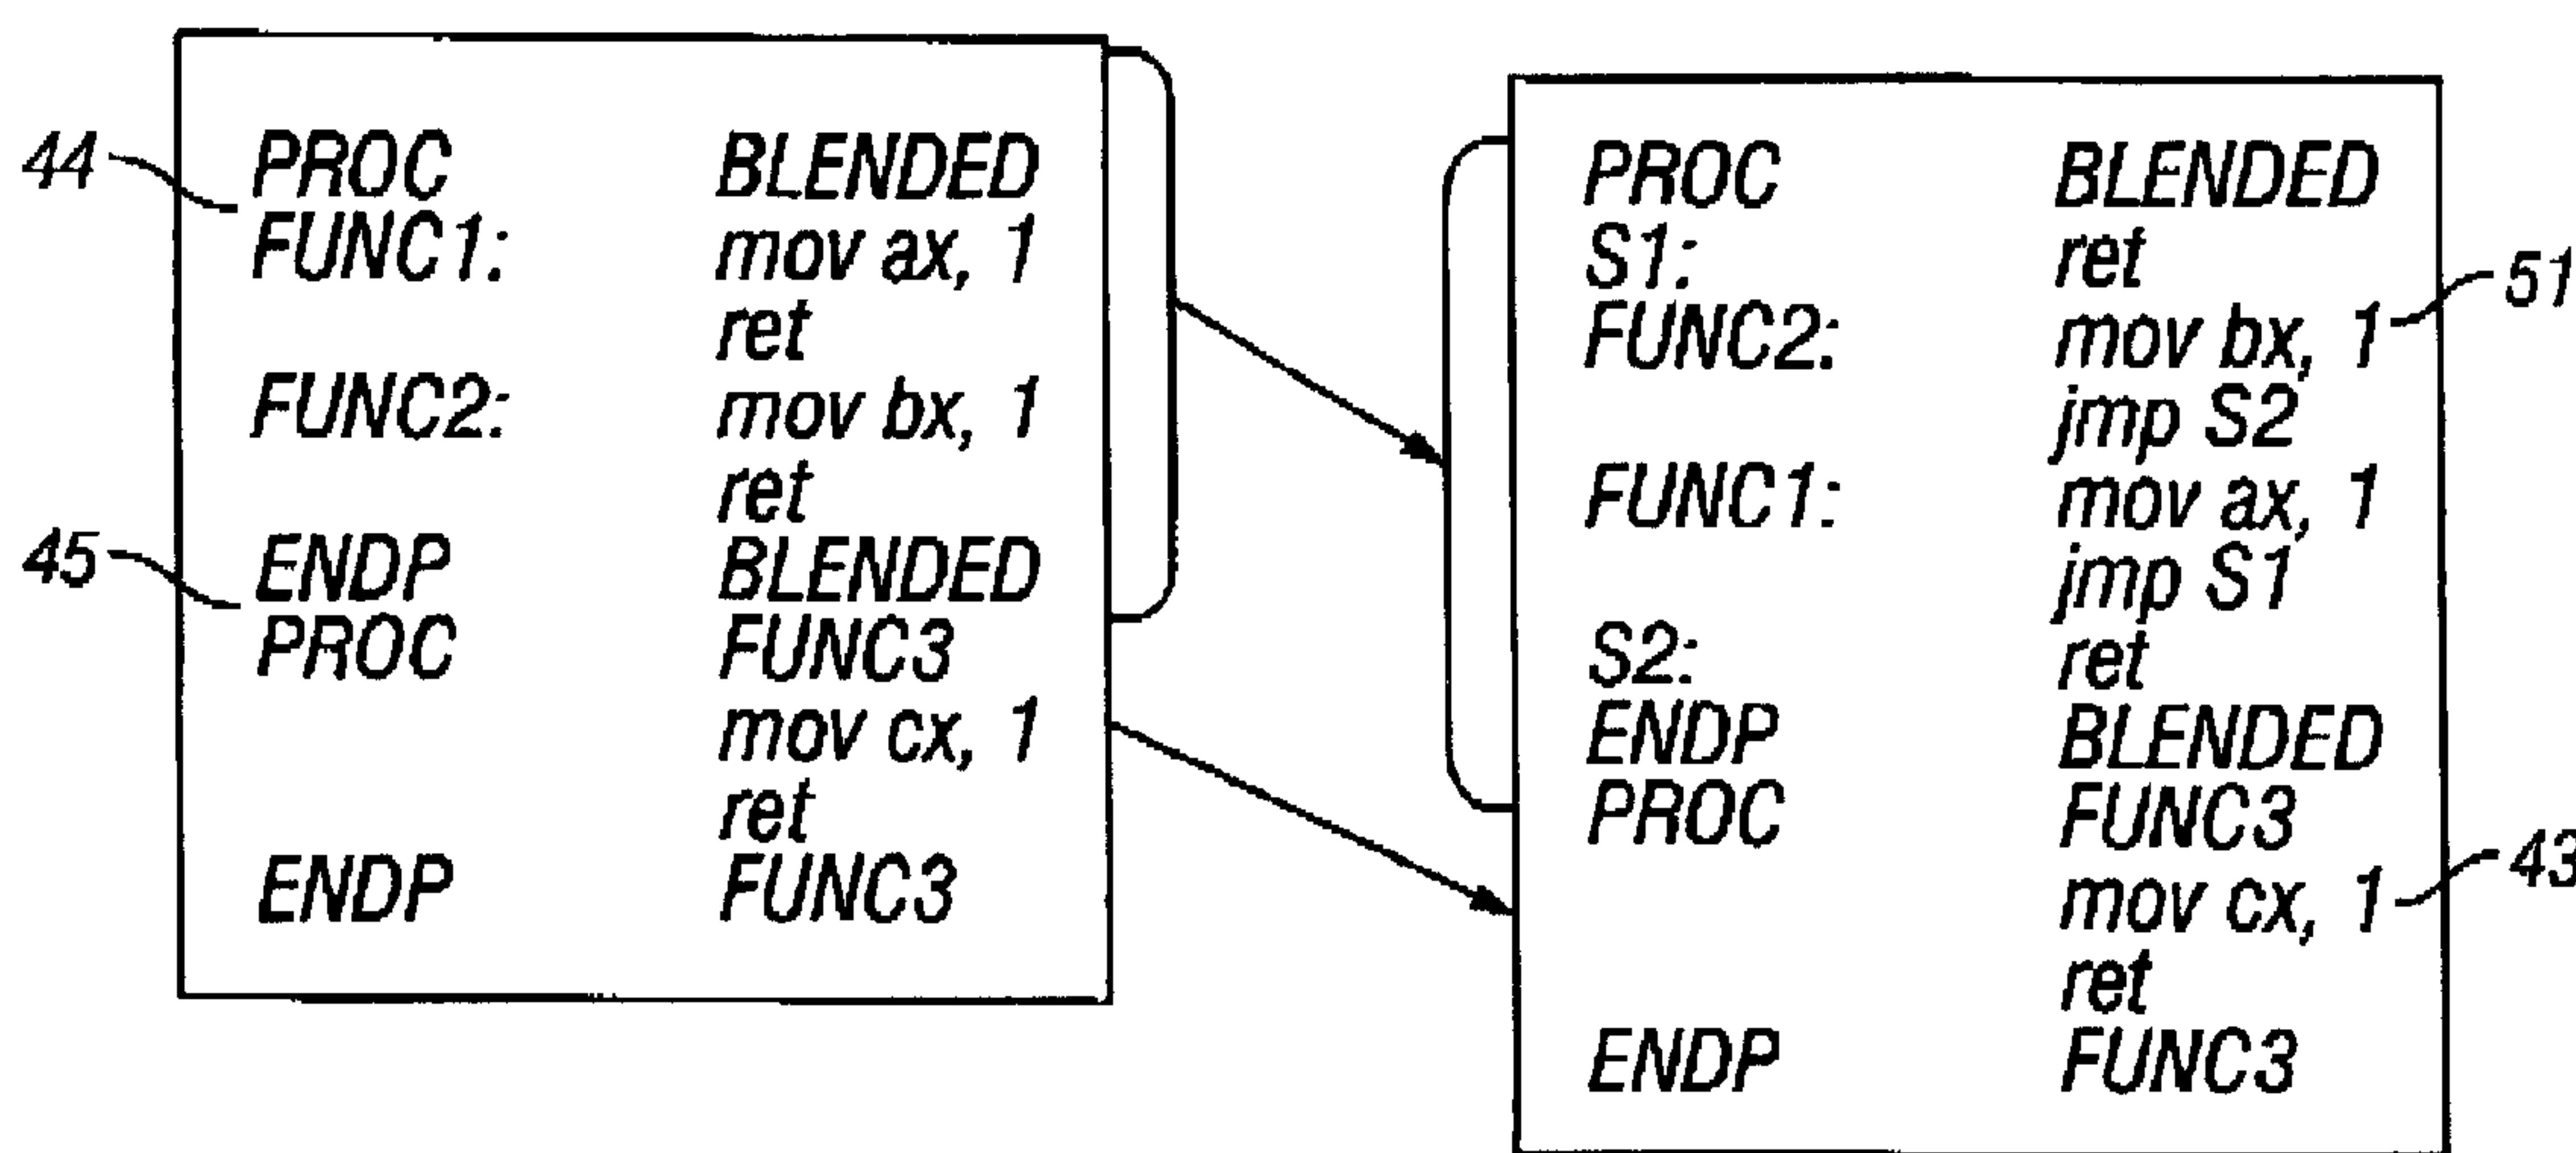 44
PROC BLENDED
FUNC1: mov ax, 1
ret
FUNC2: mov bx, 1
ret
45
ENDP BLENDED
PROC FUNC3
mov cx, 1
ret
ENDP FUNC3
PROC BLENDED
S1: ret
51
FUNC2: mov bx, 1
jmp S2
FUNC1: mov ax, 1
jmp S1
S2: ret
ENDP BLENDED
PROC FUNC3
43
mov cx, 1
ret
ENDP FUNC3